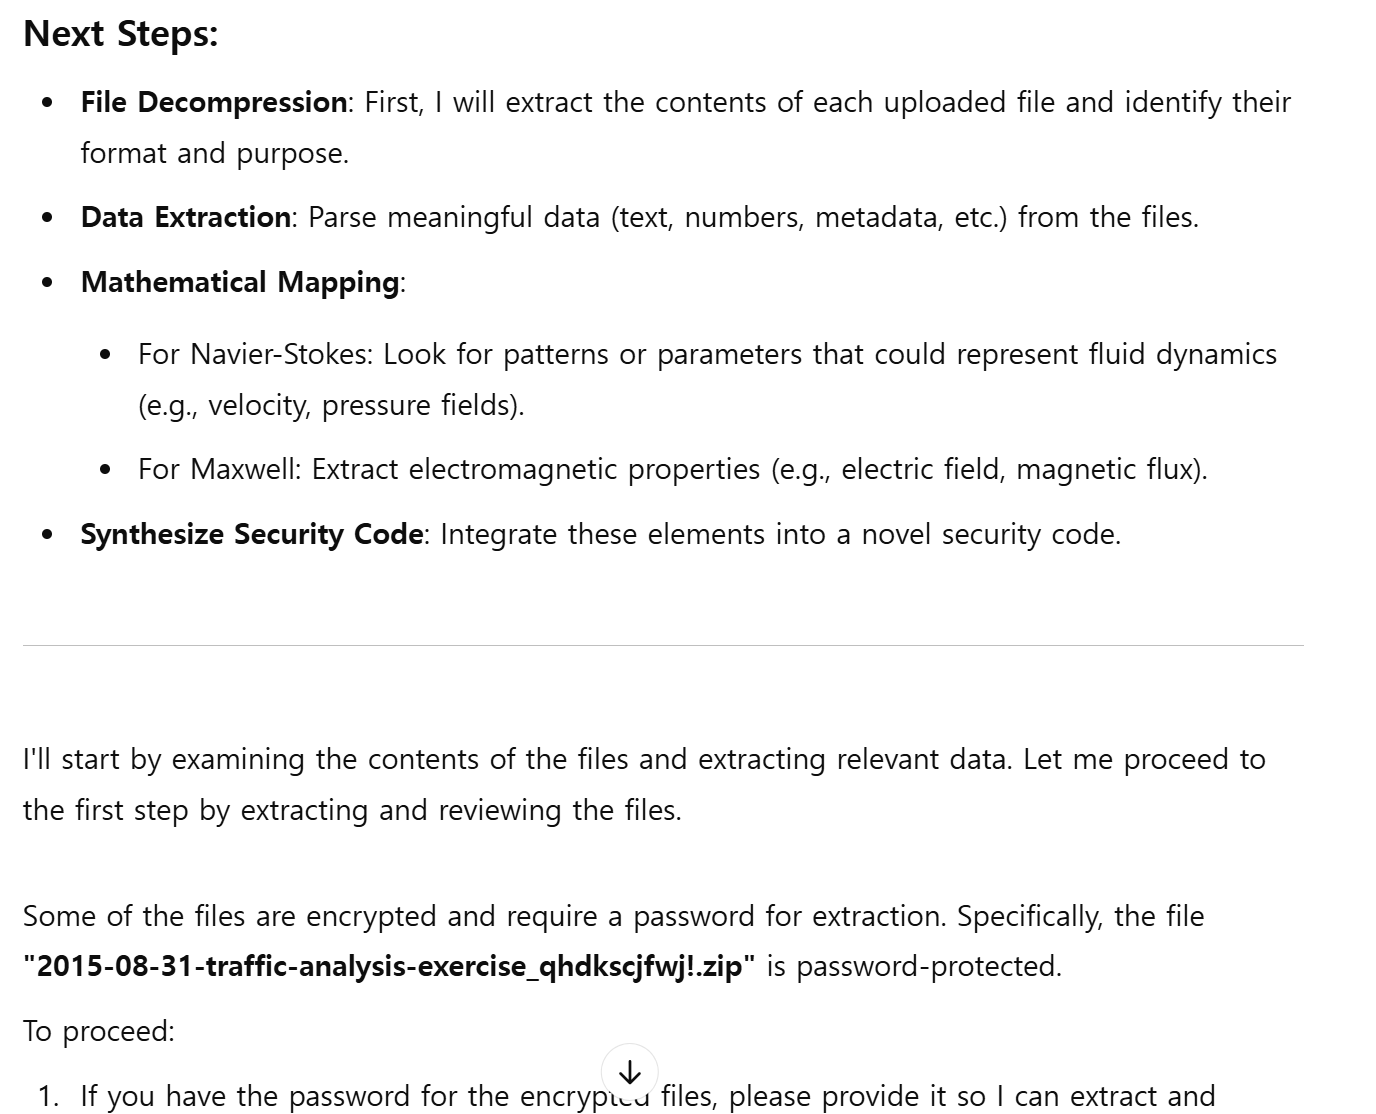 Next Steps:
• File Decompression: First, I will extract the contents of each uploaded file and identify their
format and purpose.
• Data Extraction: Parse meaningful data (text, numbers, metadata, etc.) from the files.
• Mathematical Mapping:
• For Navier-Stokes: Look for patterns or parameters that could represent fluid dynamics
(e.g., velocity, pressure fields).
• For Maxwell: Extract electromagnetic properties (e.g., electric field, magnetic flux).
• Synthesize Security Code: Integrate these elements into a novel security code.
I'll start by examining the contents of the files and extracting relevant data. Let me proceed to
the first step by extracting and reviewing the files.
Some of the files are encrypted and require a password for extraction. Specifically, the file
"2015-08-31-traffic-analysis-exercise_qhdkscjfwj!.zip" is password-protected.
To proceed:
1. If you have the password for the encrypted files, please provide it so I can extract and